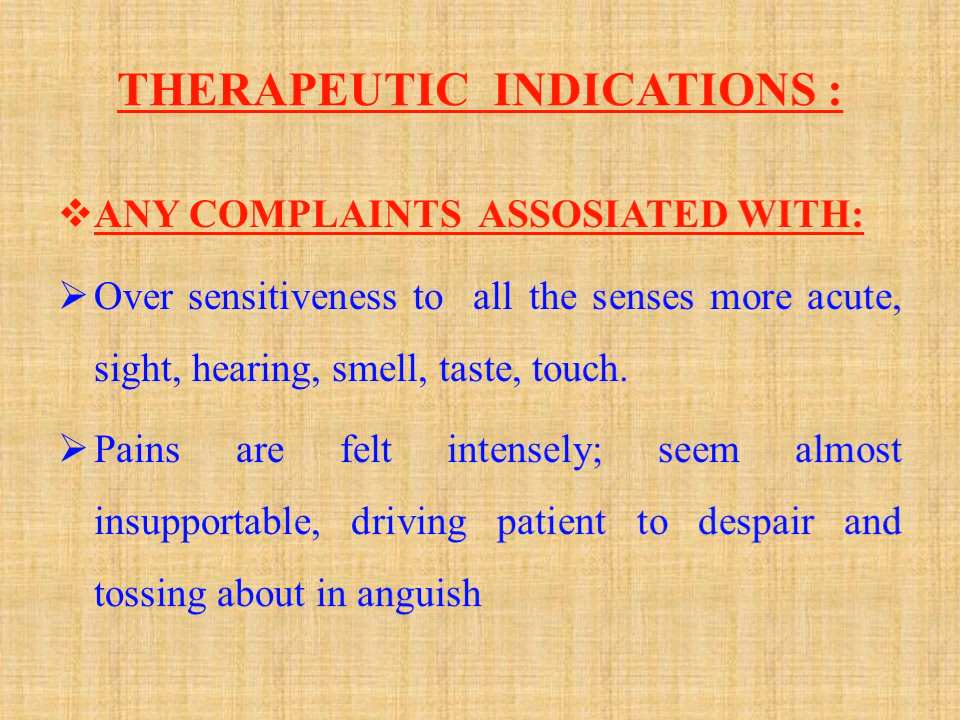 THERAPEUTIC INDICATIONS :
ANY COMPLAINTS ASSOSIATED WITH:
Over sensitiveness to all the senses more acute,
sight, hearing, smell, taste, touch.
Pains are felt intensely; seem almost
insupportable, driving patient to despair and
tossing about in anguish